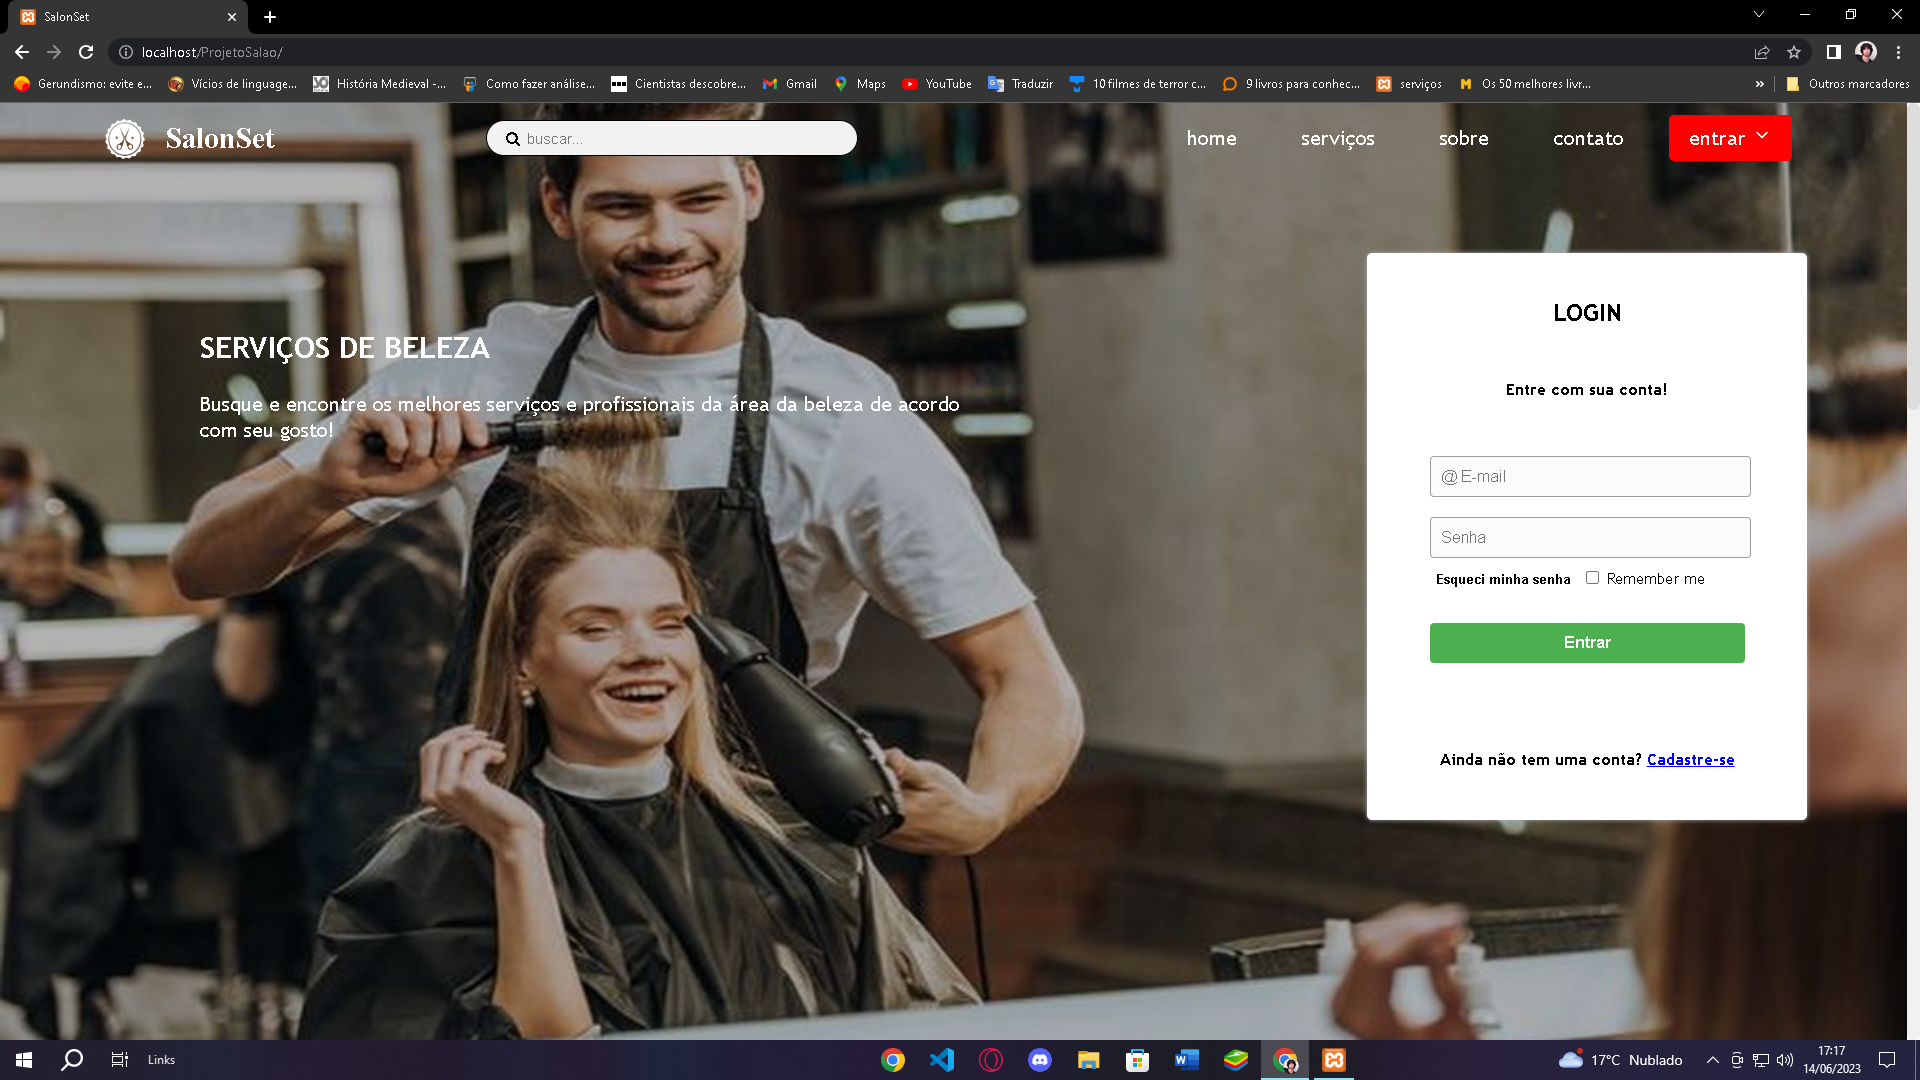 SalonSet
localhost/ProjetoSalao/
Gerundismo: evite e... Vícios de linguage... História Medieval -... Como fazer análise... Cientistas descobre... Gmail Maps YouTube Traduzir 10 filmes de terror c... 9 livros para conhec... serviços Os 50 melhores livr... » Outros marcadores
SalonSet buscar... home serviços sobre contato entrar
LOGIN
SERVIÇOS DE BELEZA
Busque e encontre os melhores serviços e profissionais da área da beleza de acordo
com seu gosto!
Entre com sua conta!
@ E-mail
Senha
Esqueci minha senha Remember me
Entrar
Ainda não tem uma conta? Cadastre-se
Links 17°C Nublado 17:17
14/06/2023